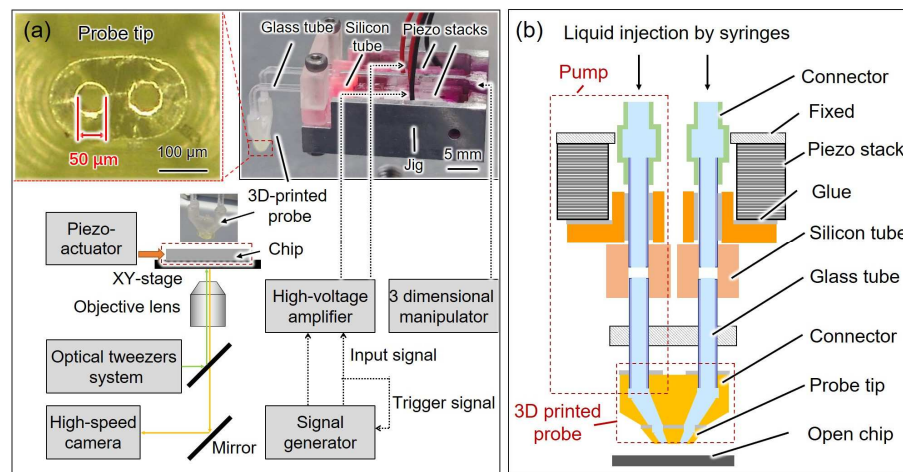 (a)
Probe tip
50 μm
100 μm
Glass tube
Silicon
tube
Piezo stacks
Jig
5 mm
3D-printed
probe
Piezo-
actuator
Chip
XY-stage
Objective lens
High-voltage
amplifier
3 dimensional
manipulator
Optical tweezers
system
Input signal
Trigger signal
High-speed
camera
Mirror
Signal
generator
(b)
Liquid injection by syringes
Pump
Connector
Fixed
Piezo stack
Glue
Silicon tube
Glass tube
Connector
Probe tip
3D printed
probe
Open chip